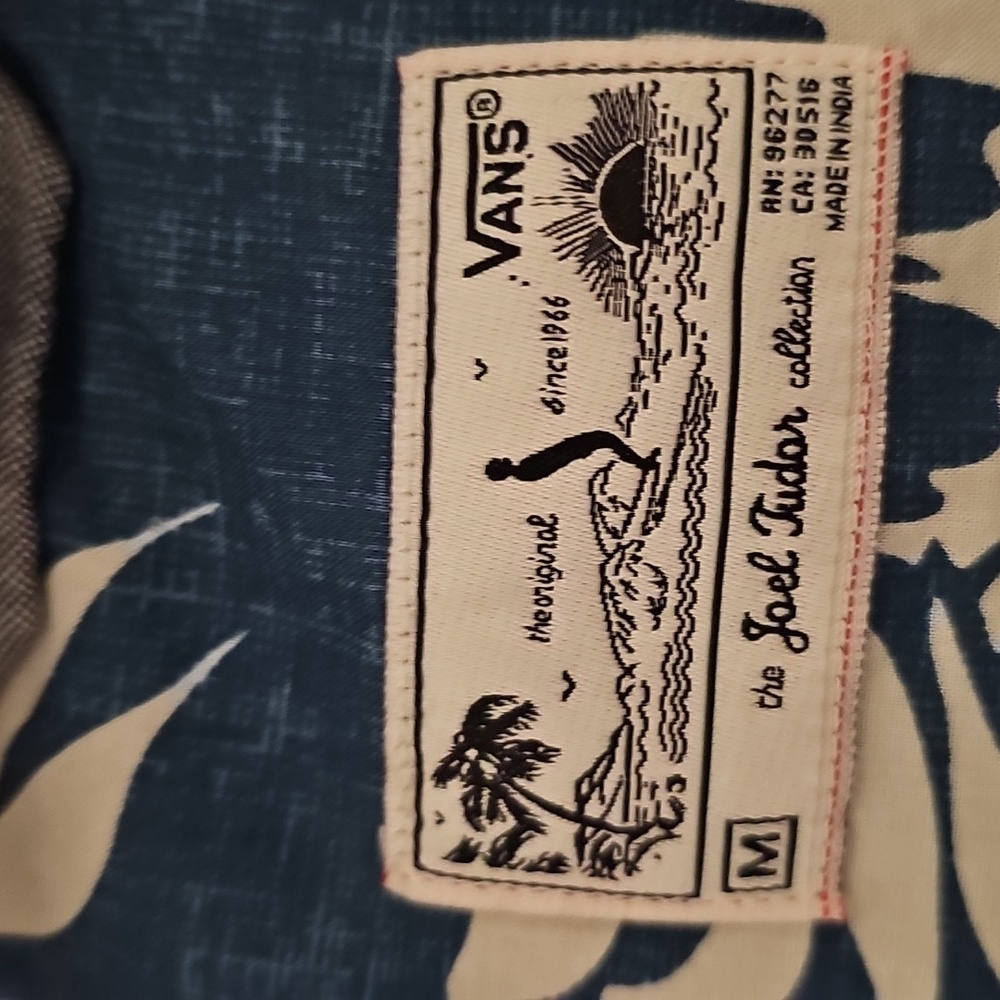 VANS®
the original since 1966
the Joel Tudor collection
M
RN: 96277
CA: 30516
MADE IN INDIA